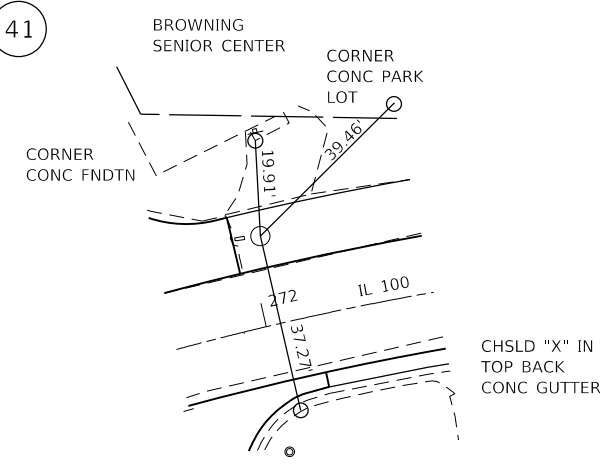 41
BROWNING
SENIOR CENTER
CORNER
CONC PARK
LOT
CORNER
CONC FNDTN
19.91'
39.46'
272
IL 100
37.27'
CHSLD "X" IN
TOP BACK
CONC GUTTER